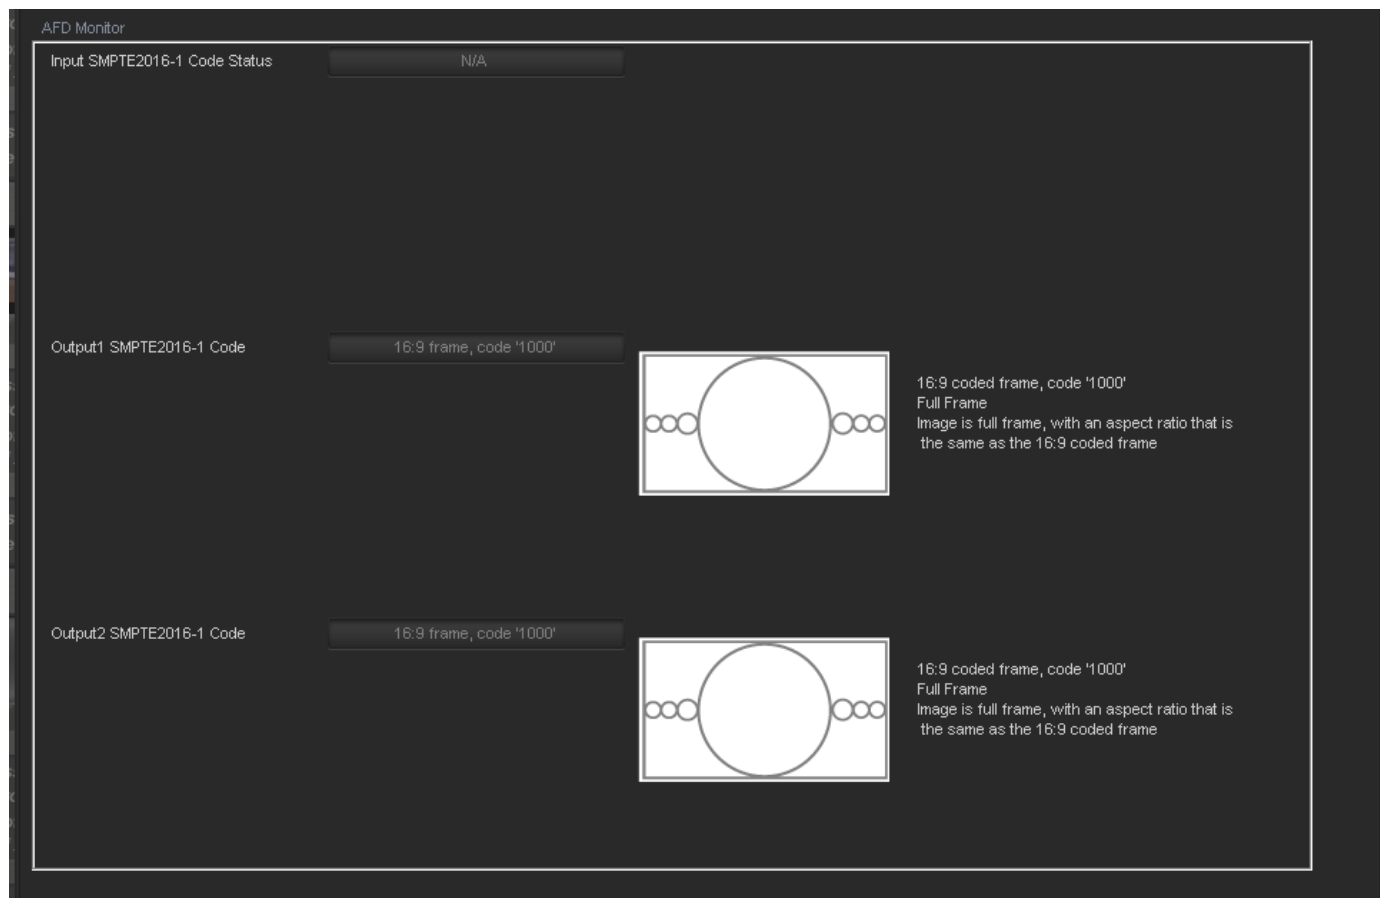 AFD Monitor
Input SMPTE2016-1 Code Status
N/A
Output1 SMPTE2016-1 Code
16:9 frame, code '1000'
16:9 coded frame, code '1000'
Full Frame
Image is full frame, with an aspect ratio that is
the same as the 16:9 coded frame
Output2 SMPTE2016-1 Code
16:9 frame, code '1000'
16:9 coded frame, code '1000'
Full Frame
Image is full frame, with an aspect ratio that is
the same as the 16:9 coded frame